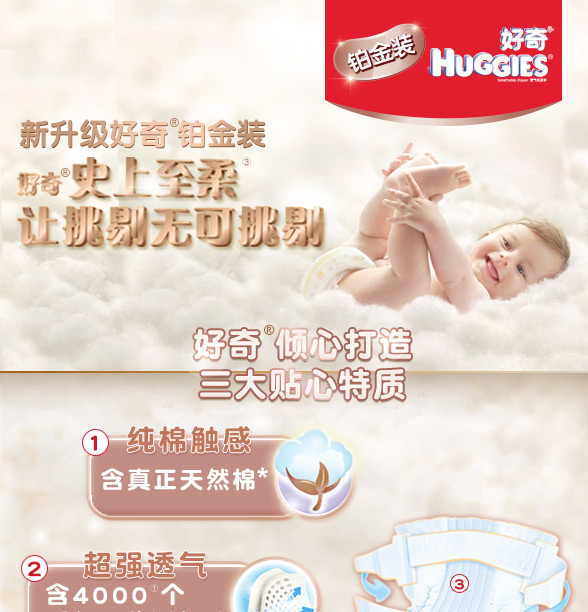 铂金装
好奇®
HUGGIES®
新升级好奇®铂金装
好奇®史上至柔③
让挑剔无可挑剔
好奇®倾心打造
三大贴心特质
① 纯棉触感
含真正天然棉*
② 超强透气
含4000①个
③